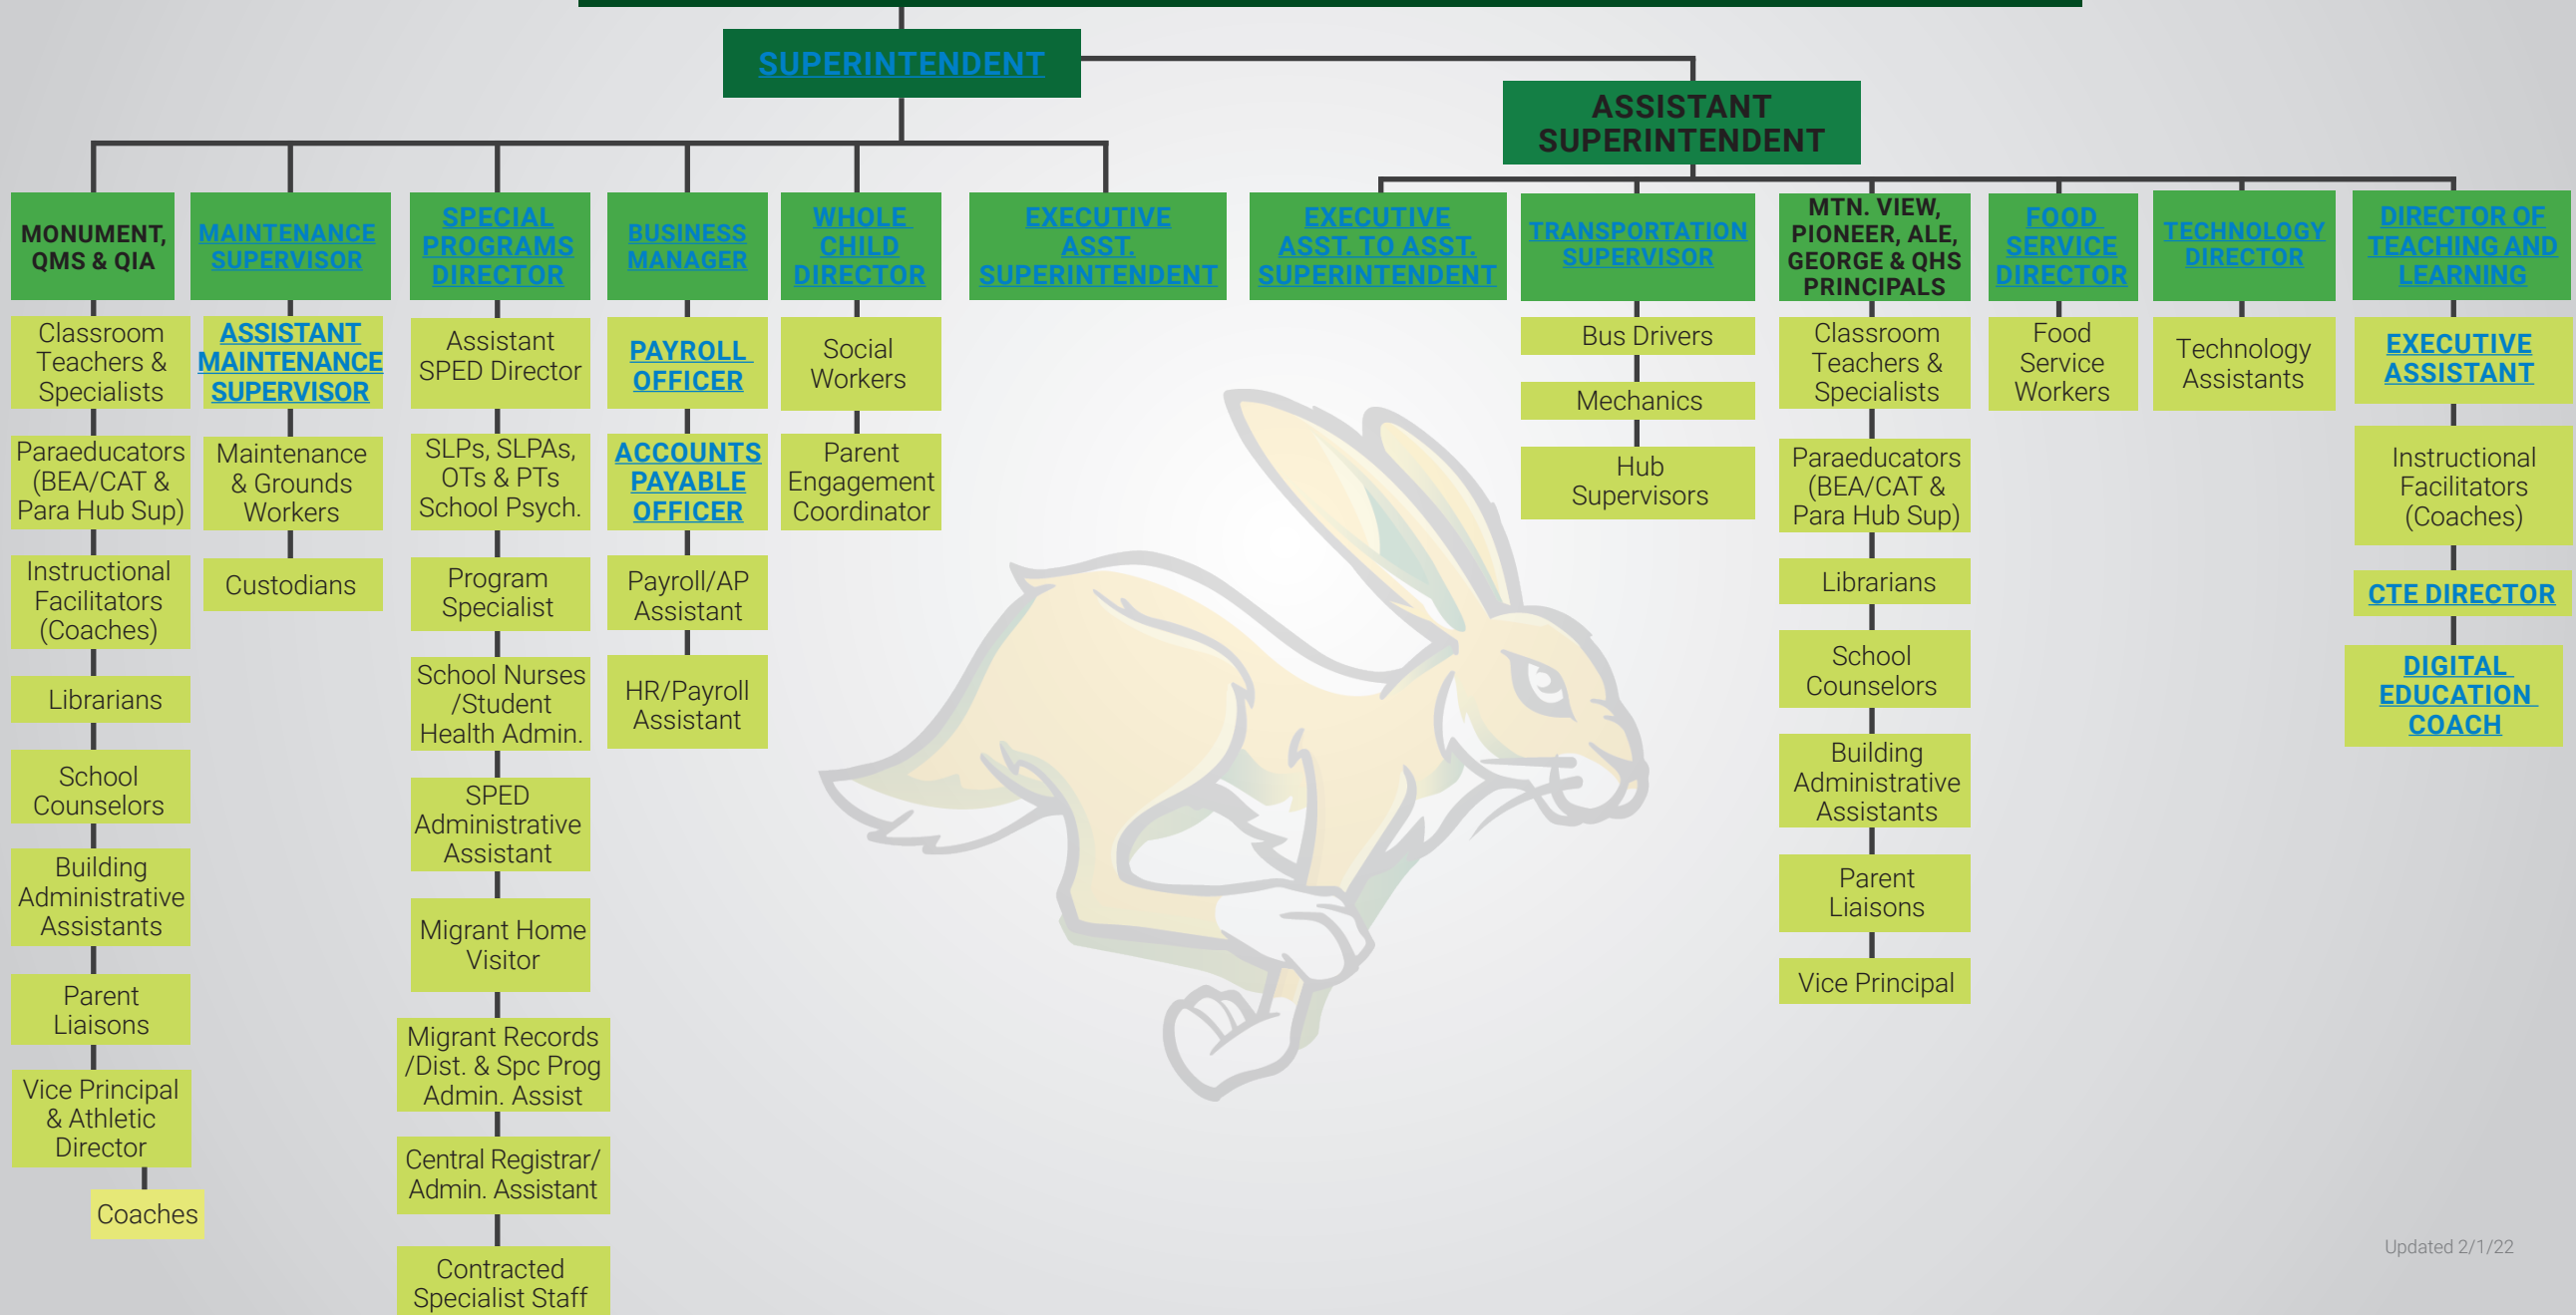 SUPERINTENDENT
ASSISTANT
SUPERINTENDENT
MONUMENT,
QMS & QIA
Classroom
Teachers &
Specialists
Paraeducators
(BEA/CAT &
Para Hub Sup)
Instructional
Facilitators
(Coaches)
Librarians
School
Counselors
Building
Administrative
Assistants
Parent
Liaisons
Vice Principal
& Athletic
Director
Coaches
MAINTENANCE
SUPERVISOR
ASSISTANT
MAINTENANCE
SUPERVISOR
Maintenance
& Grounds
Workers
Custodians
SPECIAL
PROGRAMS
DIRECTOR
Assistant
SPED Director
SLPs, SLPAs,
OTs & PTs
School Psych.
Program
Specialist
School Nurses
/Student
Health Admin.
SPED
Administrative
Assistant
Migrant Home
Visitor
Migrant Records
/Dist. & Spc Prog
Admin. Assist
Central Registrar/
Admin. Assistant
Contracted
Specialist Staff
BUSINESS
MANAGER
PAYROLL
OFFICER
ACCOUNTS
PAYABLE
OFFICER
Payroll/AP
Assistant
HR/Payroll
Assistant
WHOLE
CHILD
DIRECTOR
Social
Workers
Parent
Engagement
Coordinator
EXECUTIVE
ASST.
SUPERINTENDENT
EXECUTIVE
ASST. TO ASST.
SUPERINTENDENT
TRANSPORTATION
SUPERVISOR
Bus Drivers
Mechanics
Hub
Supervisors
MTN. VIEW,
PIONEER, ALE,
GEORGE & QHS
PRINCIPALS
Classroom
Teachers &
Specialists
Paraeducators
(BEA/CAT &
Para Hub Sup)
Librarians
School
Counselors
Building
Administrative
Assistants
Parent
Liaisons
Vice Principal
FOOD
SERVICE
DIRECTOR
Food
Service
Workers
TECHNOLOGY
DIRECTOR
Technology
Assistants
DIRECTOR OF
TEACHING AND
LEARNING
EXECUTIVE
ASSISTANT
Instructional
Facilitators
(Coaches)
CTE DIRECTOR
DIGITAL
EDUCATION
COACH
Updated 2/1/22